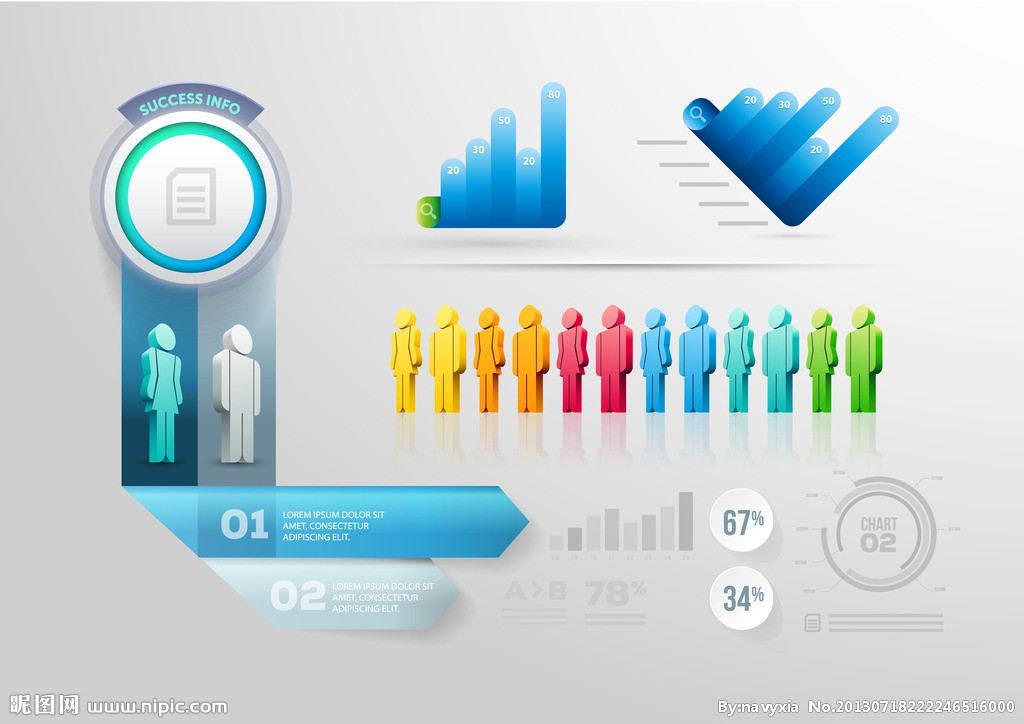 SUCCESS INFO
80
50
30
20
20
20
30
50
80
20
01
LOREM IPSUM DOLOR SIT
AMET, CONSECTETUR
ADIPISCING ELIT.
02
LOREM IPSUM DOLOR SIT
AMET, CONSECTETUR
ADIPISCING ELIT.
67%
34%
A>B
78%
CHART
02
昵图网 www.nipic.com
By:navyxia No.20130718222246516000